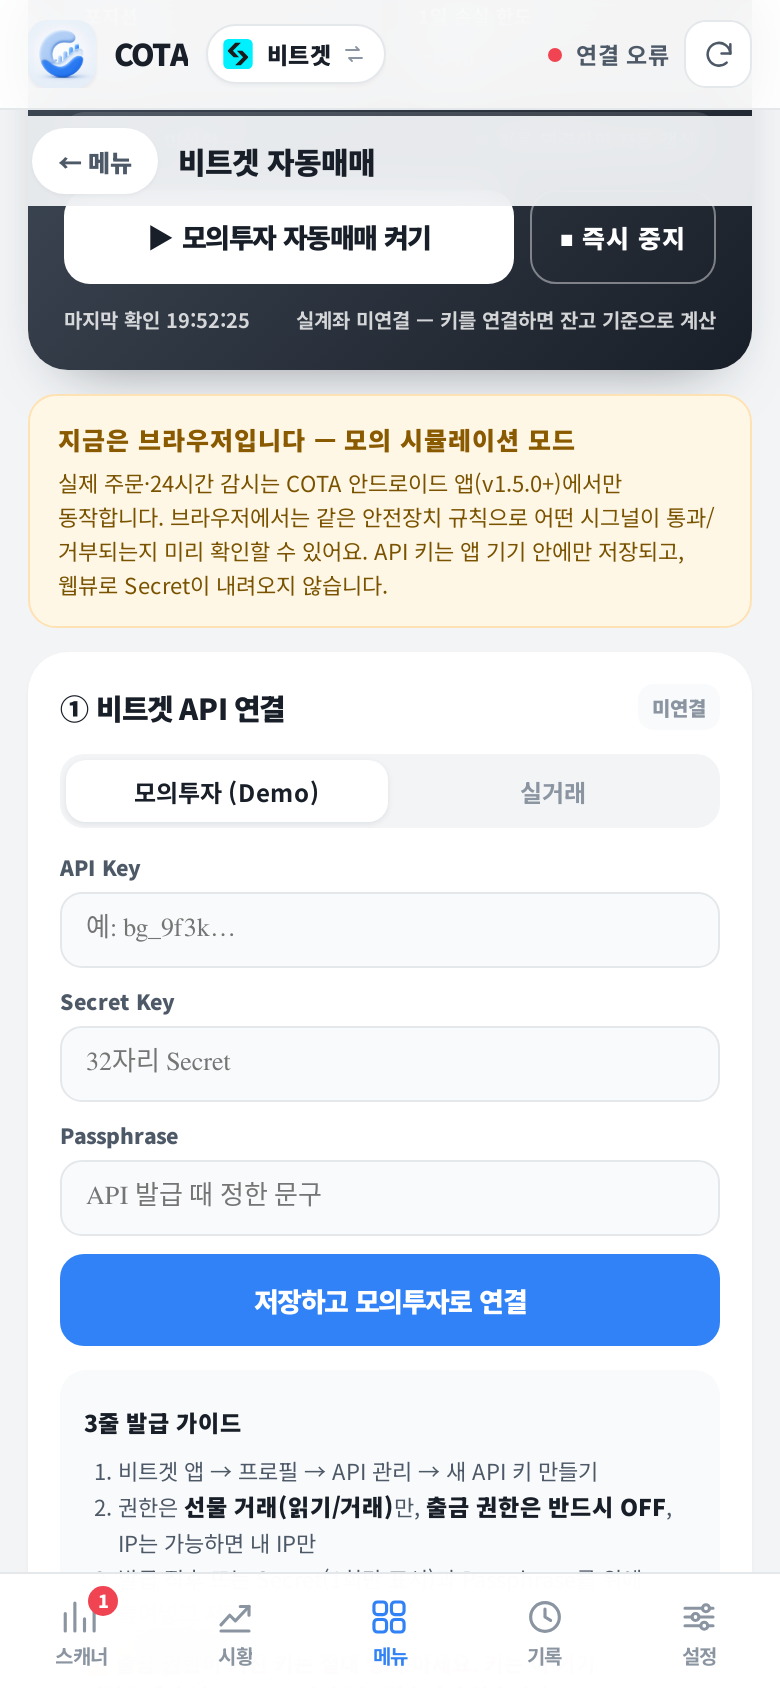 COTA
비트겟
연결 오류
← 메뉴
비트겟 자동매매
▶ 모의투자 자동매매 켜기
■ 즉시 중지
마지막 확인 19:52:25
실계좌 미연결 — 키를 연결하면 잔고 기준으로 계산
지금은 브라우저입니다 — 모의 시뮬레이션 모드
실제 주문·24시간 감시는 COTA 안드로이드 앱(v1.5.0+)에서만
동작합니다. 브라우저에서는 같은 안전장치 규칙으로 어떤 시그널이 통과/
거부되는지 미리 확인할 수 있어요. API 키는 앱 기기 안에만 저장되고,
웹뷰로 Secret이 내려오지 않습니다.
① 비트겟 API 연결
미연결
모의투자 (Demo)
실거래
API Key
예: bg_9f3k…
Secret Key
32자리 Secret
Passphrase
API 발급 때 정한 문구
저장하고 모의투자로 연결
3줄 발급 가이드
1. 비트겟 앱 → 프로필 → API 관리 → 새 API 키 만들기
2. 권한은 선물 거래(읽기/거래)만, 출금 권한은 반드시 OFF,
IP는 가능하면 내 IP만
1
스캐너
시황
메뉴
기록
설정